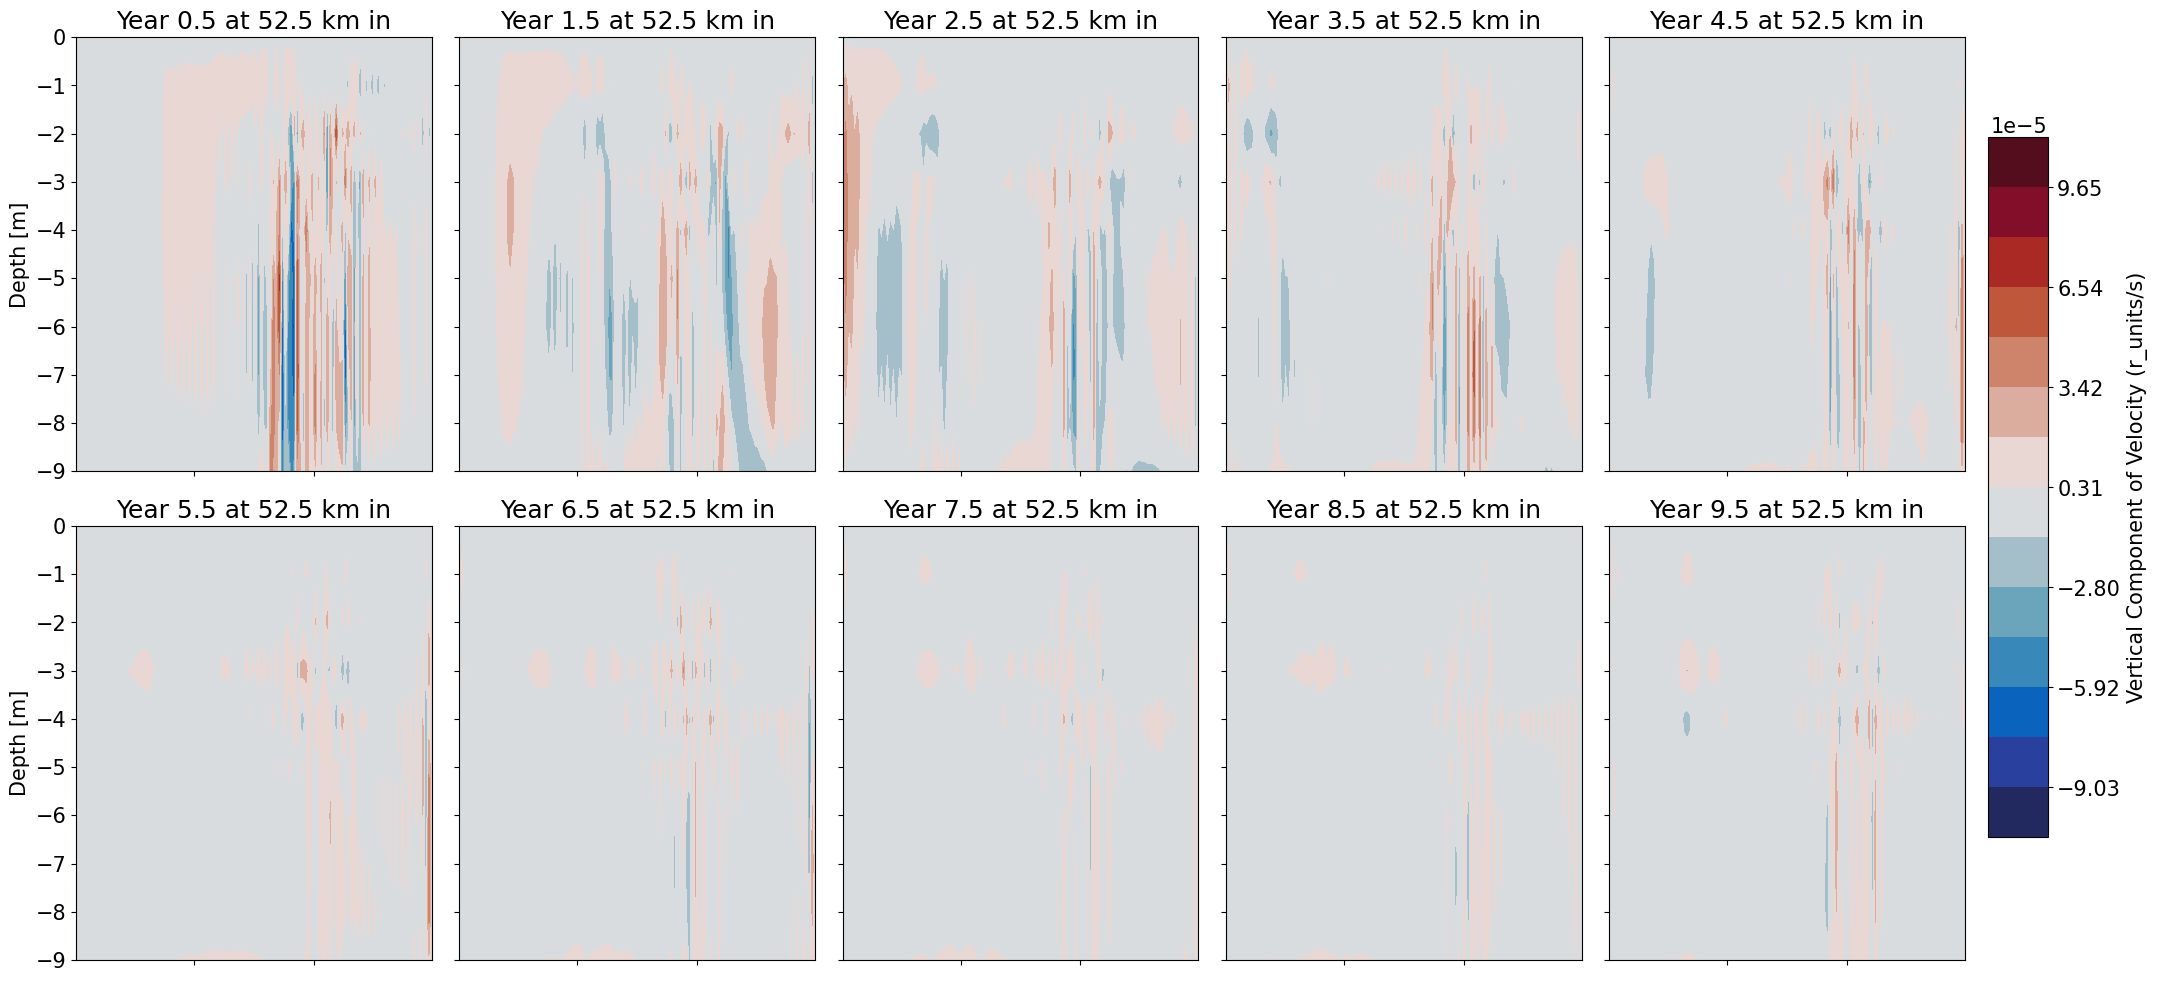 Year 0.5 at 52.5 km in
Year 1.5 at 52.5 km in
Year 2.5 at 52.5 km in
Year 3.5 at 52.5 km in
Year 4.5 at 52.5 km in
0
−1
−2
−3
−4
−5
−6
−7
−8
−9
Depth [m]
Year 5.5 at 52.5 km in
Year 6.5 at 52.5 km in
Year 7.5 at 52.5 km in
Year 8.5 at 52.5 km in
Year 9.5 at 52.5 km in
0
−1
−2
−3
−4
−5
−6
−7
−8
−9
Depth [m]
1e−5
9.65
6.54
3.42
0.31
−2.80
−5.92
−9.03
Vertical Component of Velocity (r_units/s)